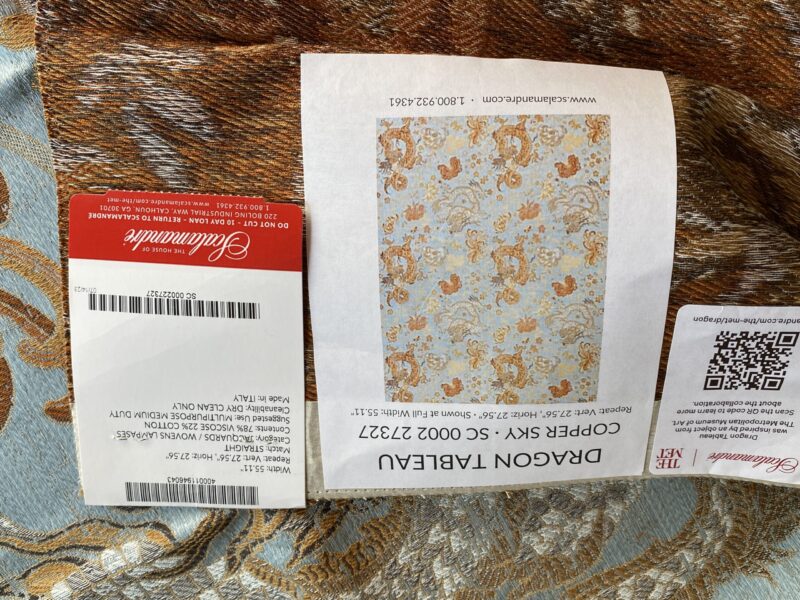 THE
MET
Scalamandré
Dragon Tableau
was inspired by an object from
The Metropolitan Museum of Art.
Scan the QR code to learn more
about the collaboration.
andre.com/the-met/dragon
DRAGON TABLEAU
COPPER SKY · SC 0002 27327
Repeat: Vert: 27.56", Horiz: 27.56" · Shown at Full Width: 55.11"
www.scalamandre.com · 1.800.932.4361
400011946043
Width: 55.11"
Repeat: Vert: 27.56", Horiz: 27.56"
Match: STRAIGHT
Category: JACQUARDS / WOVENS LAMPASES
Contents: 78% VISCOSE 22% COTTON
Suggested Use: MULTIPURPOSE MEDIUM DUTY
Cleanability: DRY CLEAN ONLY
Made in: ITALY
SC 000227327
07/14/23
THE HOUSE OF
Scalamandré
DO NOT CUT - 10 DAY LOAN - RETURN TO SCALAMANDRE
220 BOLING INDUSTRIAL WAY, CALHOUN, GA 30701
1.800.932.4361 www.scalamandre.com/the-met